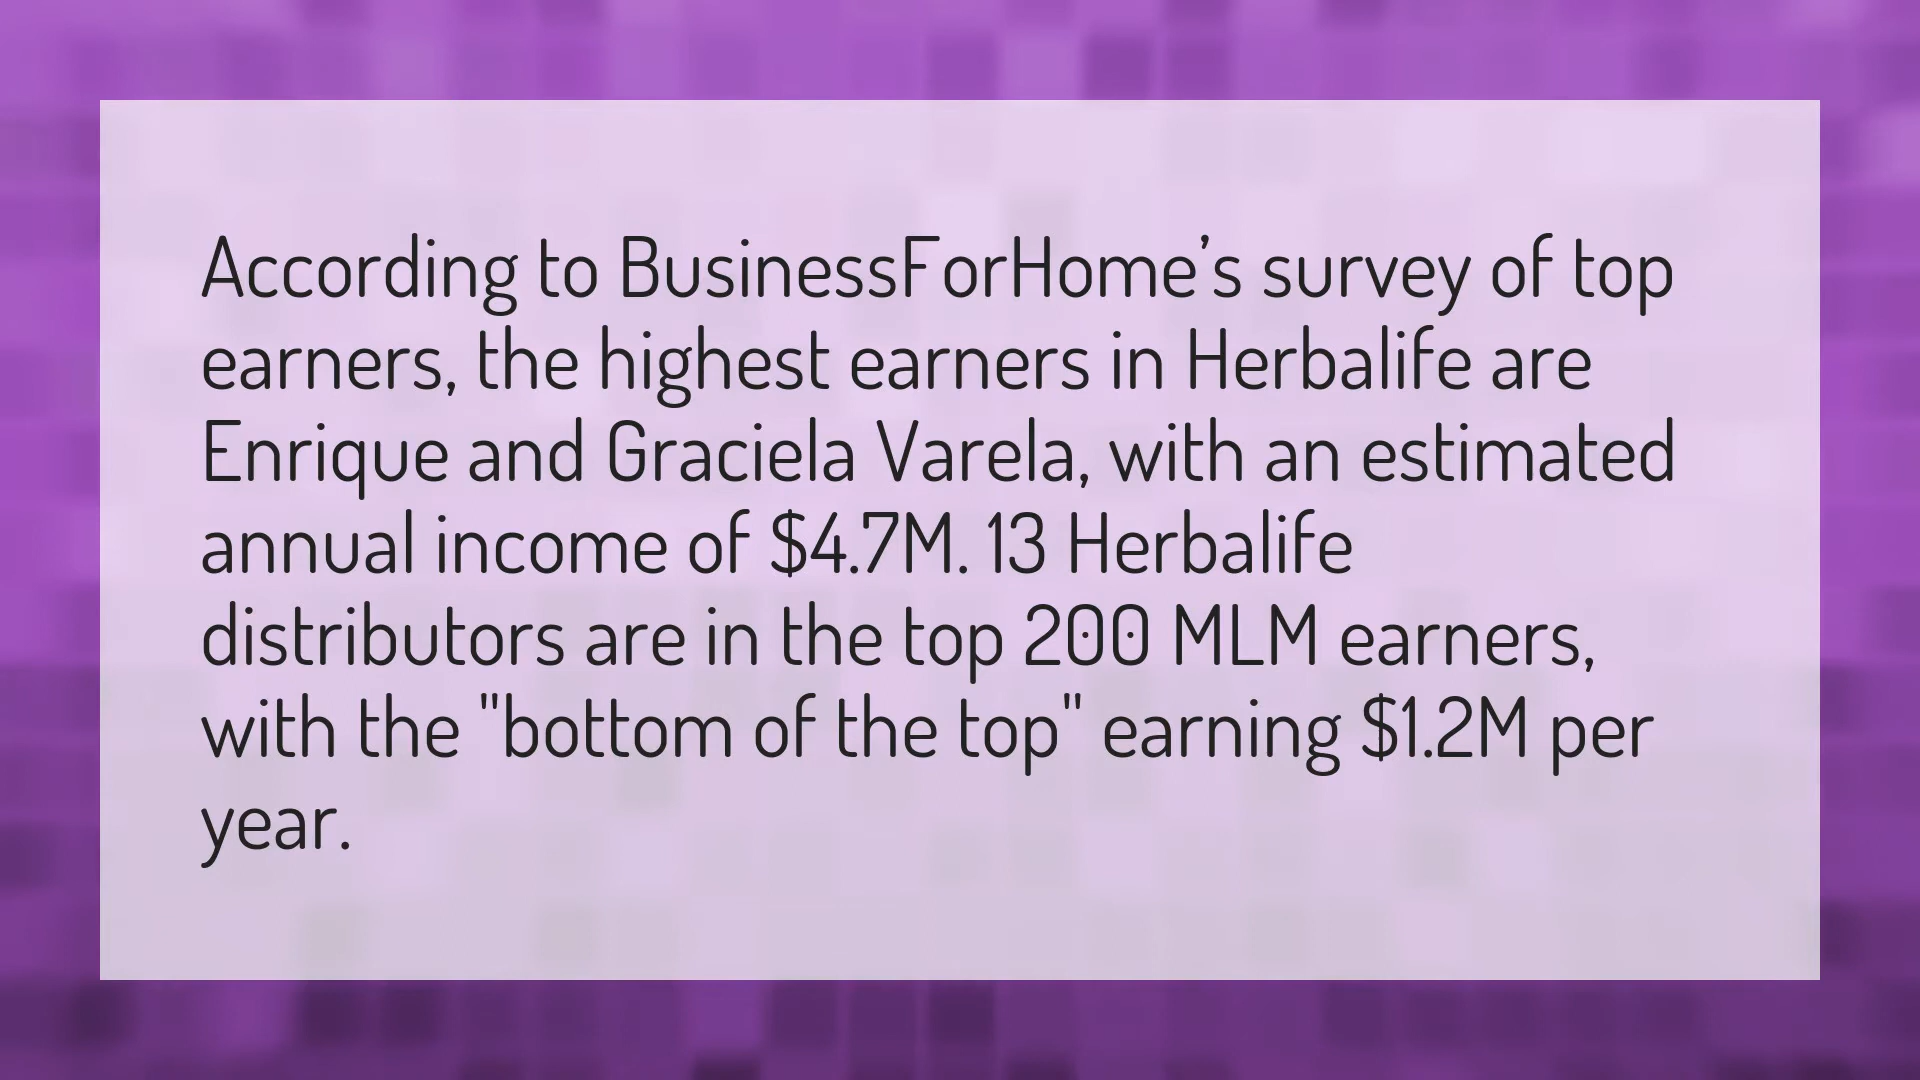 According to BusinessForHome’s survey of top
earners, the highest earners in Herbalife are
Enrique and Graciela Varela, with an estimated
annual income of $4.7M. 13 Herbalife
distributors are in the top 200 MLM earners,
with the "bottom of the top" earning $1.2M per
year.